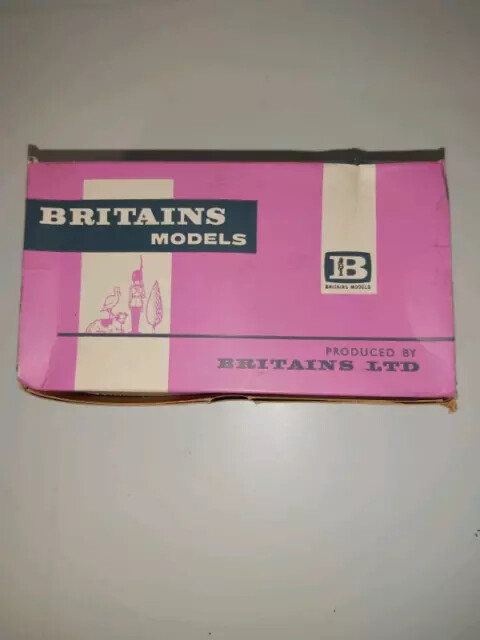 BRITAINS
MODELS
B
BRITAINS MODELS
PRODUCED BY
BRITAINS LTD